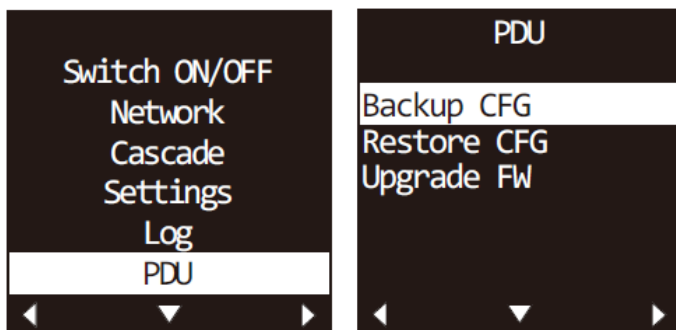 Switch ON/OFF
Network
Cascade
Settings
Log
PDU
PDU
Backup CFG
Restore CFG
Upgrade FW